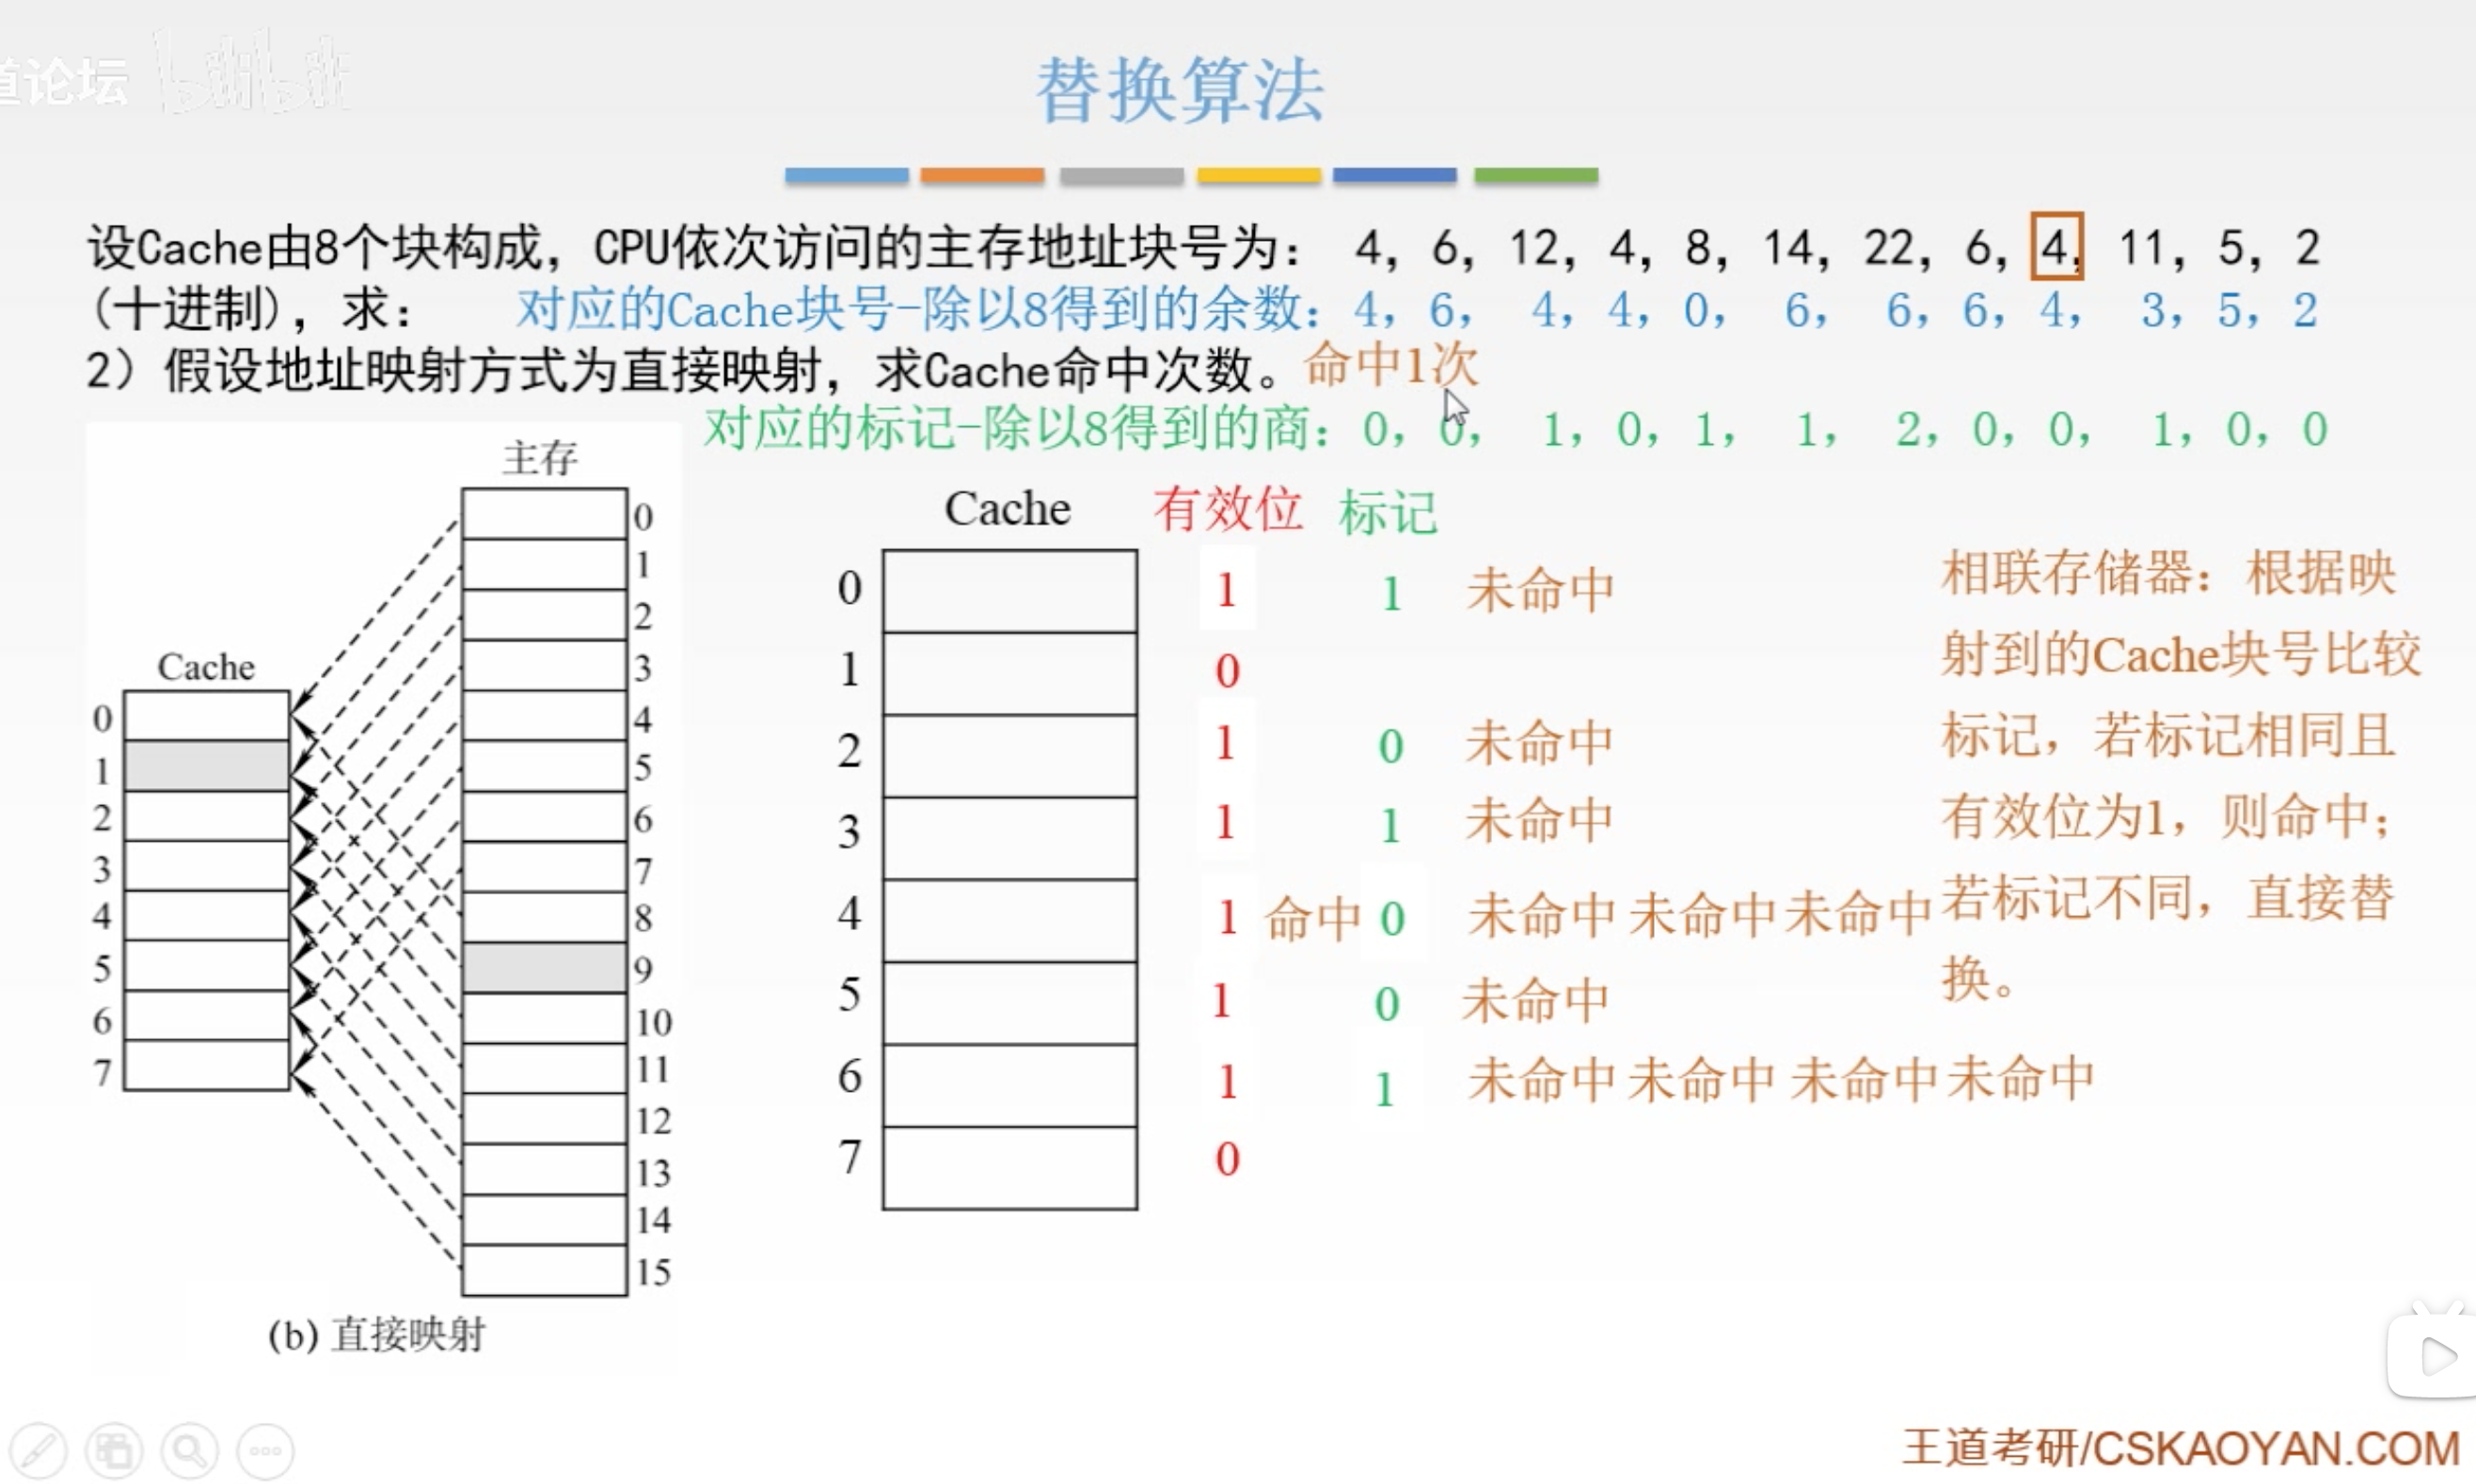 道论坛 bilibili
替换算法
设Cache由8个块构成，CPU依次访问的主存地址块号为： 4, 6, 12, 4, 8, 14, 22, 6, 4, 11, 5, 2
(十进制)，求： 对应的Cache块号-除以8得到的余数：4, 6, 4, 4, 0, 6, 6, 6, 4, 3, 5, 2
2）假设地址映射方式为直接映射，求Cache命中次数。命中1次
对应的标记-除以8得到的商：0, 0, 1, 0, 1, 1, 2, 0, 0, 1, 0, 0
主存
0
1
2
3
4
5
6
7
8
9
10
11
12
13
14
15
Cache
0
1
2
3
4
5
6
7
(b) 直接映射
Cache 有效位 标记
0 1 1 未命中
1 0
2 1 0 未命中
3 1 1 未命中
4 1 命中 0 未命中 未命中 未命中
5 1 0 未命中
6 1 1 未命中 未命中 未命中 未命中
7 0
相联存储器：根据映
射到的Cache块号比较
标记，若标记相同且
有效位为1，则命中；
若标记不同，直接替
换。
王道考研/CSKAOYAN.COM